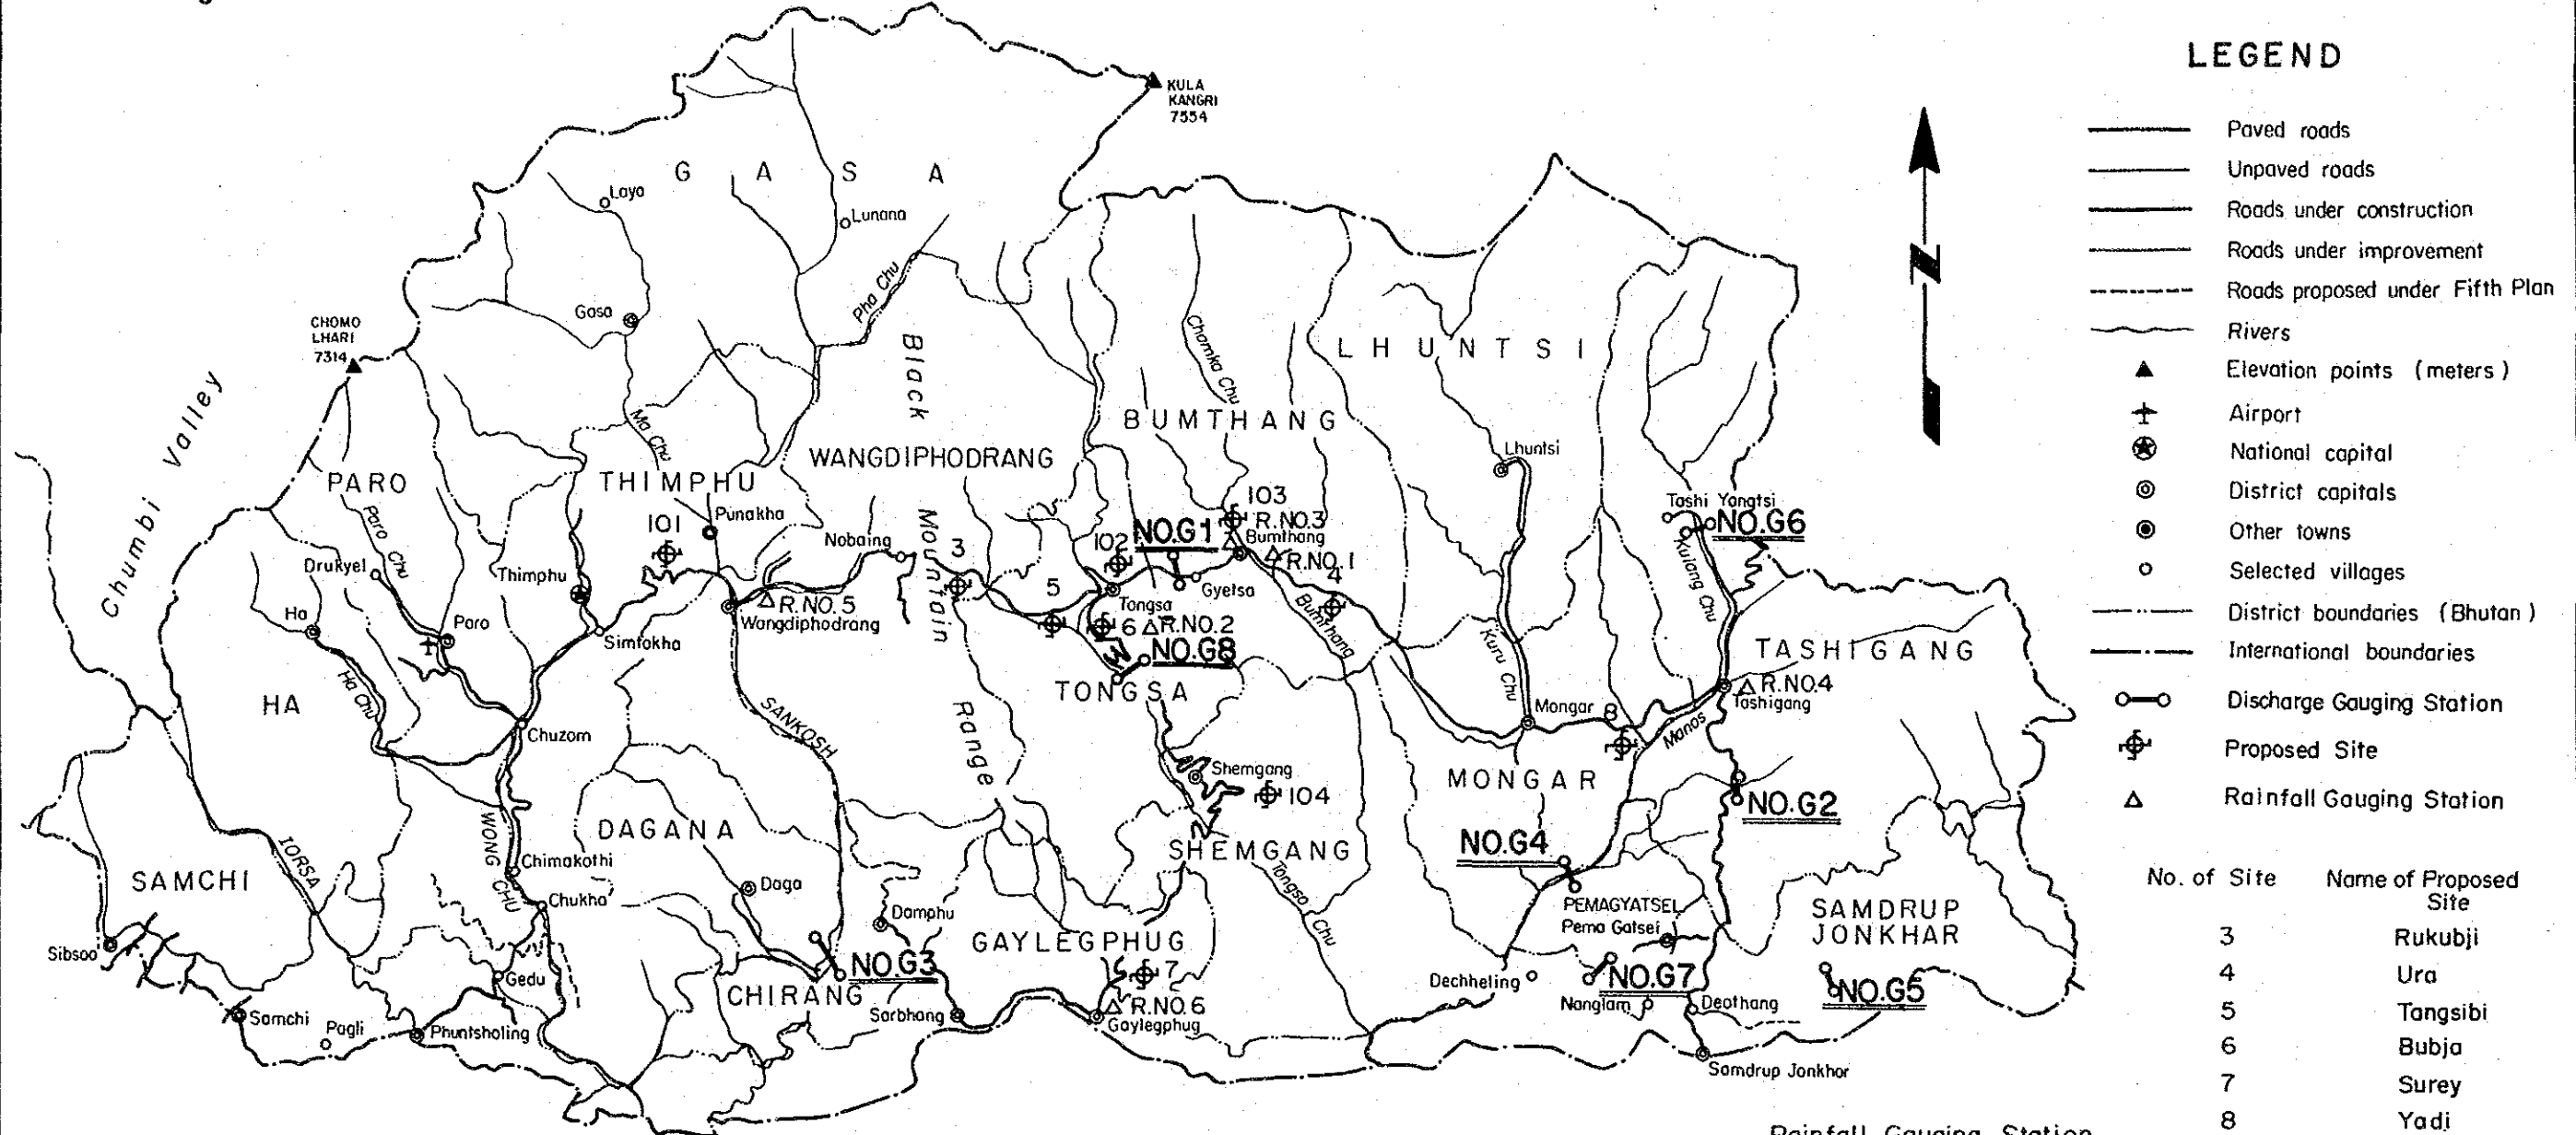 KULA
KANGRI
7554
G A S A
Laya
Lunana
Gasa
Pha Chu
CHOMO
LHARI
7314
Chumbi Valley
Black
Mountain
Range
Ma Chu
Chamka Chu
LHUNTSI
BUMTHANG
WANGDIPHODRANG
THIMPHU
PARO
Paro Chu
Lhuntsi
101
Punakha
Nobding
3
102
NO.G1
103
R.NO.3
Bumthang
R.NO.1
4
Tashi Yangtsi
NO.G6
Kulang Chu
Drukyel
Thimphu
Ha
Paro
Simtokha
R.NO.5
Wangdiphodrang
5
Tongsa
Gyetsa
6
R.NO.2
NO.G8
TONGSA
Bumthang
Kuru Chu
TASHIGANG
R.NO.4
Tashigang
HA
Ha Chu
Chuzom
SANKOSH
Mongar
8
Manas
Shemgang
104
MONGAR
NO.G2
SHEMGANG
Tongsa Chu
NO.G4
DAGANA
WONG CHU
Chimakothi
Chukha
Daga
Damphu
SAMCHI
IORSA
Sibsoo
PEMAGYATSEL
Pema Gatsei
SAMDRUP
JONKHAR
GAYLEGPHUG
7
NO.G3
CHIRANG
Gedu
Samchi
Pagli
Phuntsholing
Sarbhang
R.NO.6
Gaylegphug
Dechheling
NO.G7
Nanglam
Deothang
NO.G5
Samdrup Jonkhor
N
LEGEND
Paved roads
Unpaved roads
Roads under construction
Roads under improvement
Roads proposed under Fifth Plan
Rivers
Elevation points (meters)
Airport
National capital
District capitals
Other towns
Selected villages
District boundaries (Bhutan)
International boundaries
Discharge Gauging Station
Proposed Site
Rainfall Gauging Station
No. of Site Name of Proposed
Site
3 Rukubji
4 Ura
5 Tangsibi
6 Bubja
7 Surey
8 Yadi
Rainfall Gauging Station